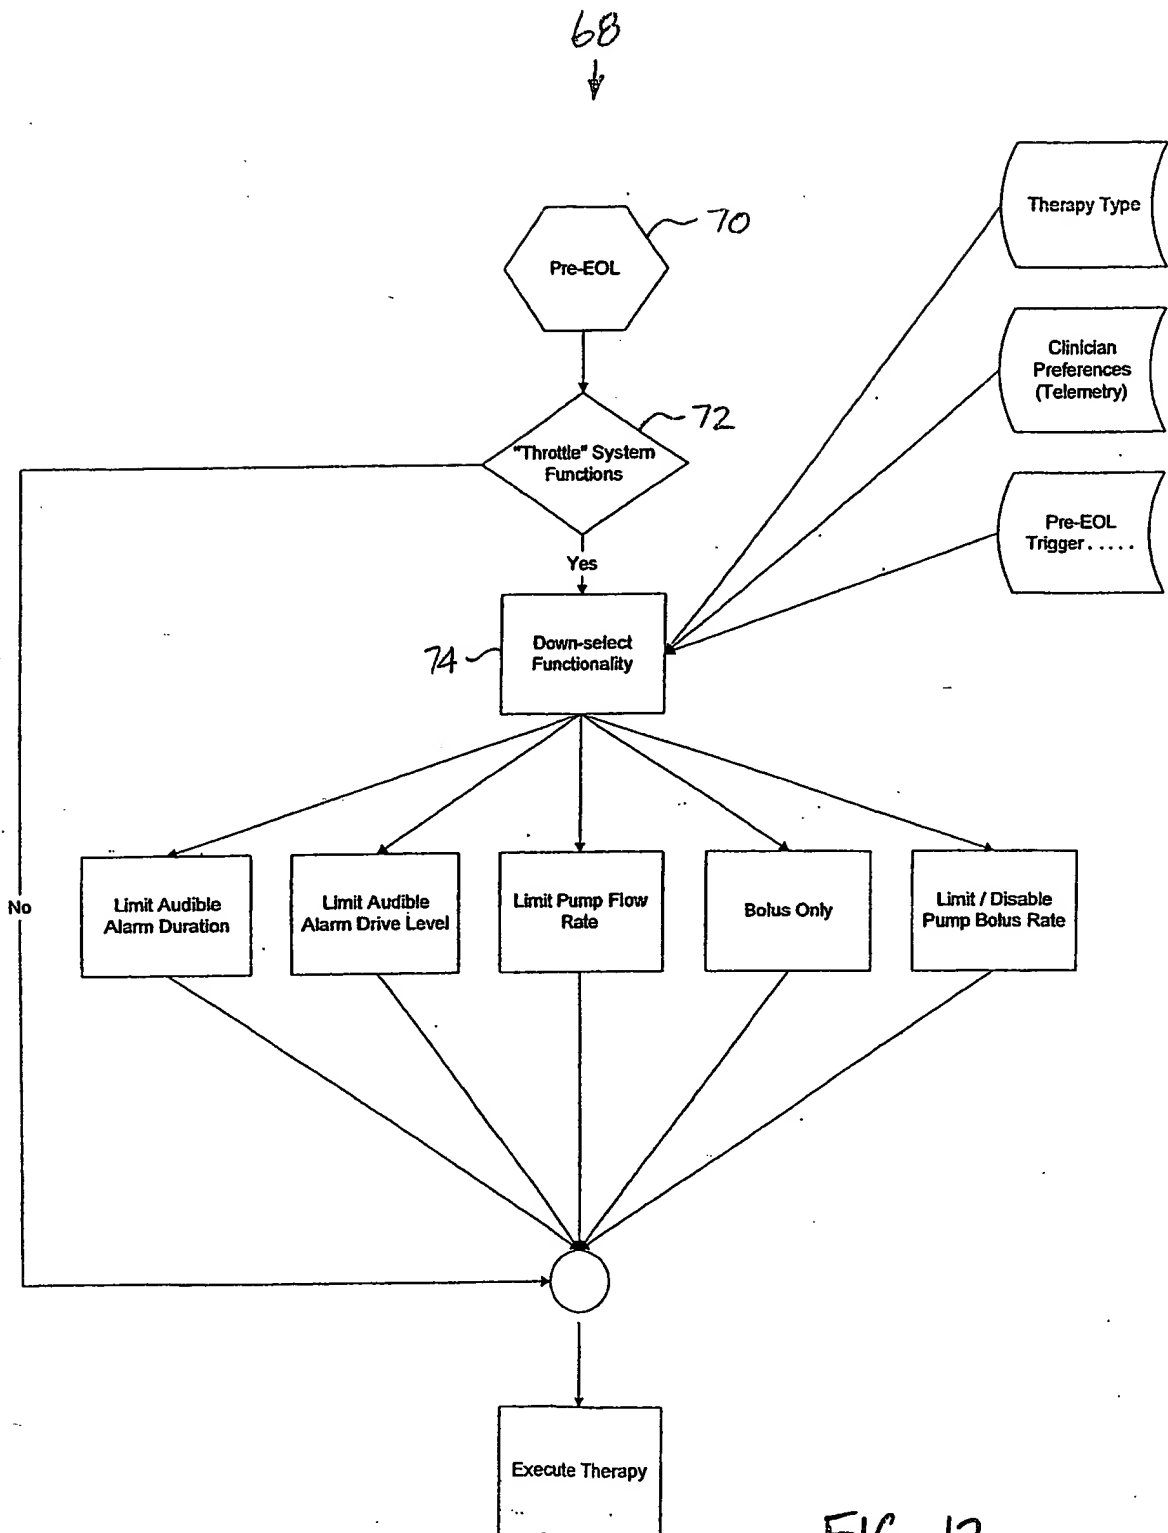 68
Therapy Type
70
Pre-EOL
Clinician
Preferences
(Telemetry)
72
"Throttle" System
Functions
Pre-EOL
Trigger.....
Yes
74
Down-select
Functionality
No
Limit Audible
Alarm Duration
Limit Audible
Alarm Drive Level
Limit Pump Flow
Rate
Bolus Only
Limit / Disable
Pump Bolus Rate
Execute Therapy